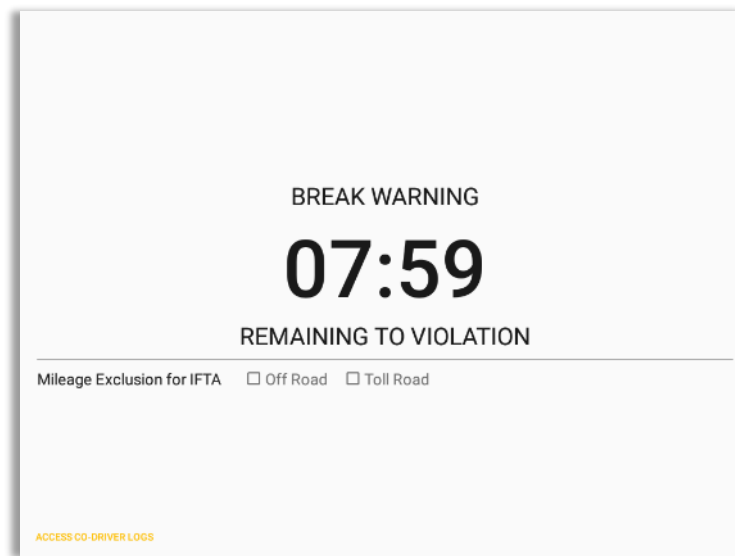 BREAK WARNING
07:59
REMAINING TO VIOLATION
Mileage Exclusion for IFTA Off Road Toll Road
ACCESS CO-DRIVER LOGS